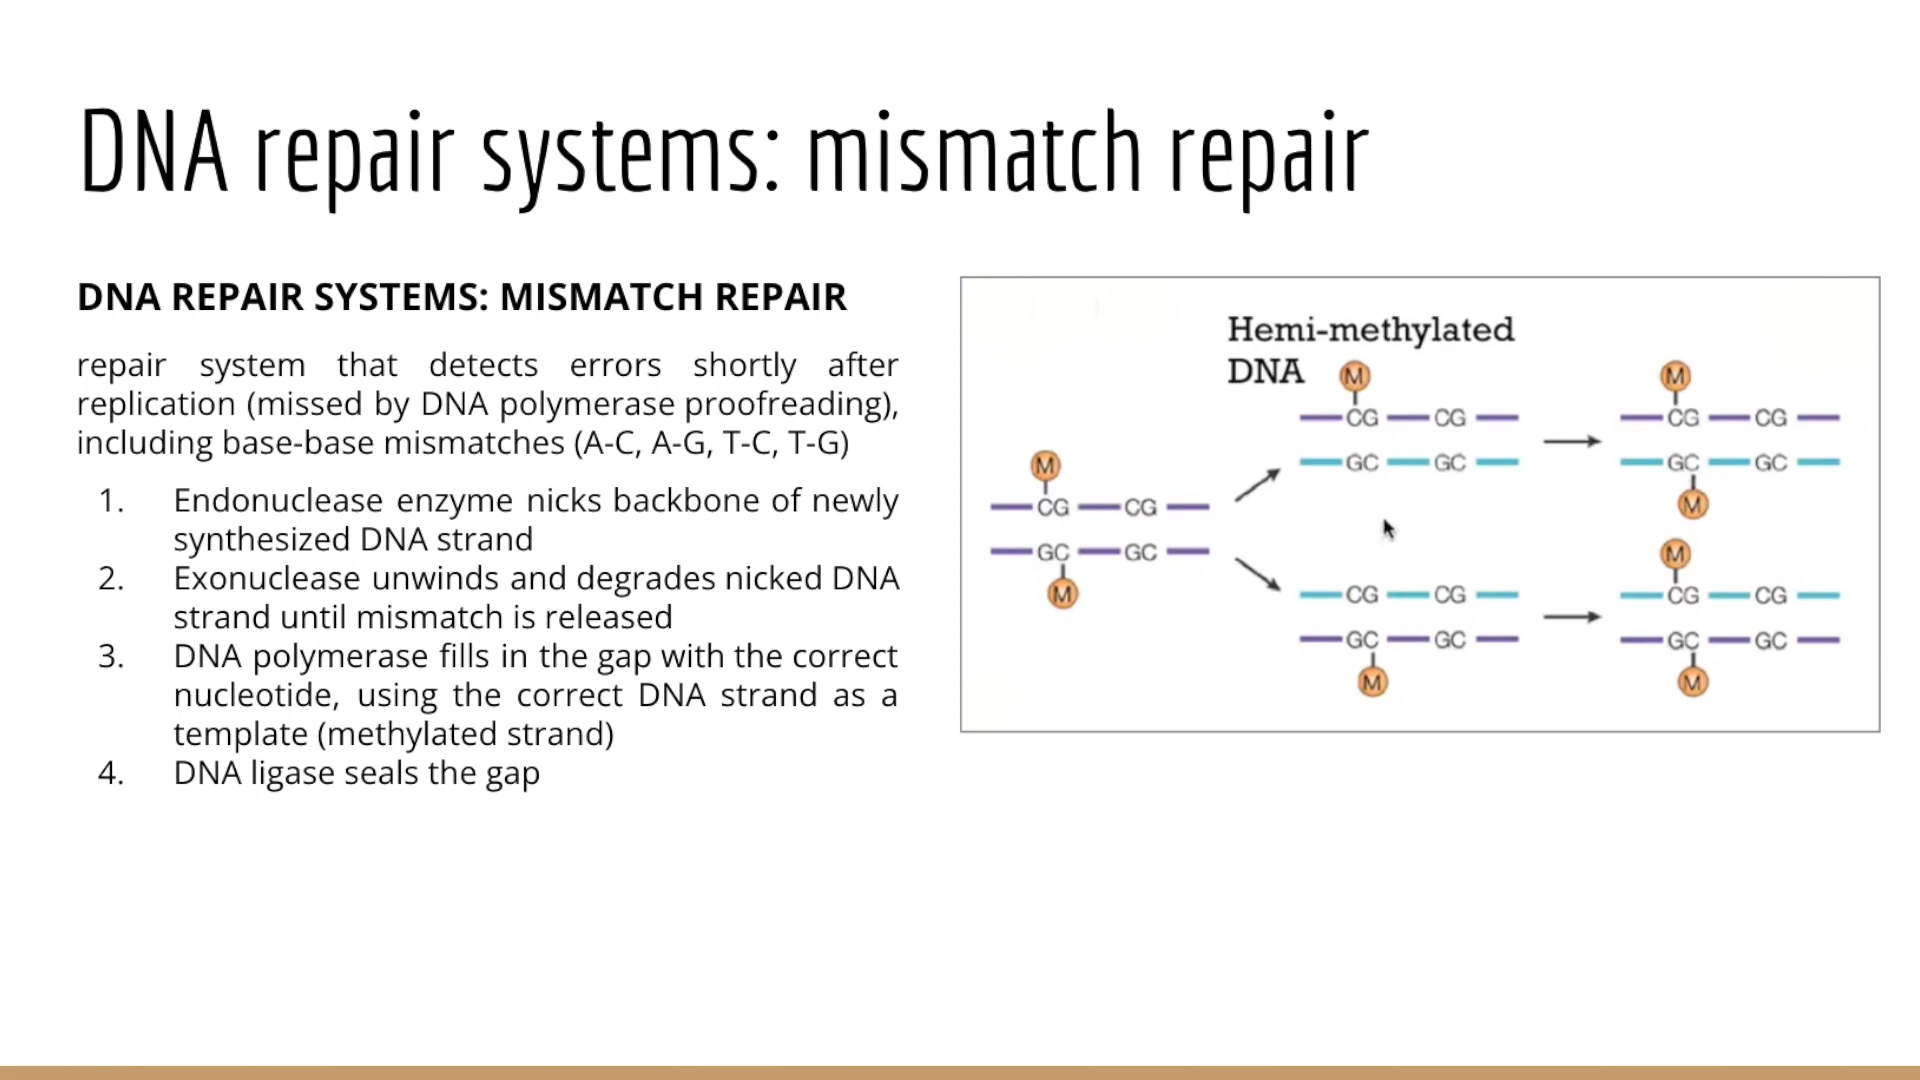 DNA repair systems: mismatch repair
DNA REPAIR SYSTEMS: MISMATCH REPAIR
repair system that detects errors shortly after
replication (missed by DNA polymerase proofreading),
including base-base mismatches (A-C, A-G, T-C, T-G)
1. Endonuclease enzyme nicks backbone of newly
synthesized DNA strand
2. Exonuclease unwinds and degrades nicked DNA
strand until mismatch is released
3. DNA polymerase fills in the gap with the correct
nucleotide, using the correct DNA strand as a
template (methylated strand)
4. DNA ligase seals the gap
Hemi-methylated
DNA
M
CG CG
GC GC
M
M
CG CG
GC GC
CG CG
GC GC
M
M
CG CG
GC GC
M
M
CG CG
GC GC
M